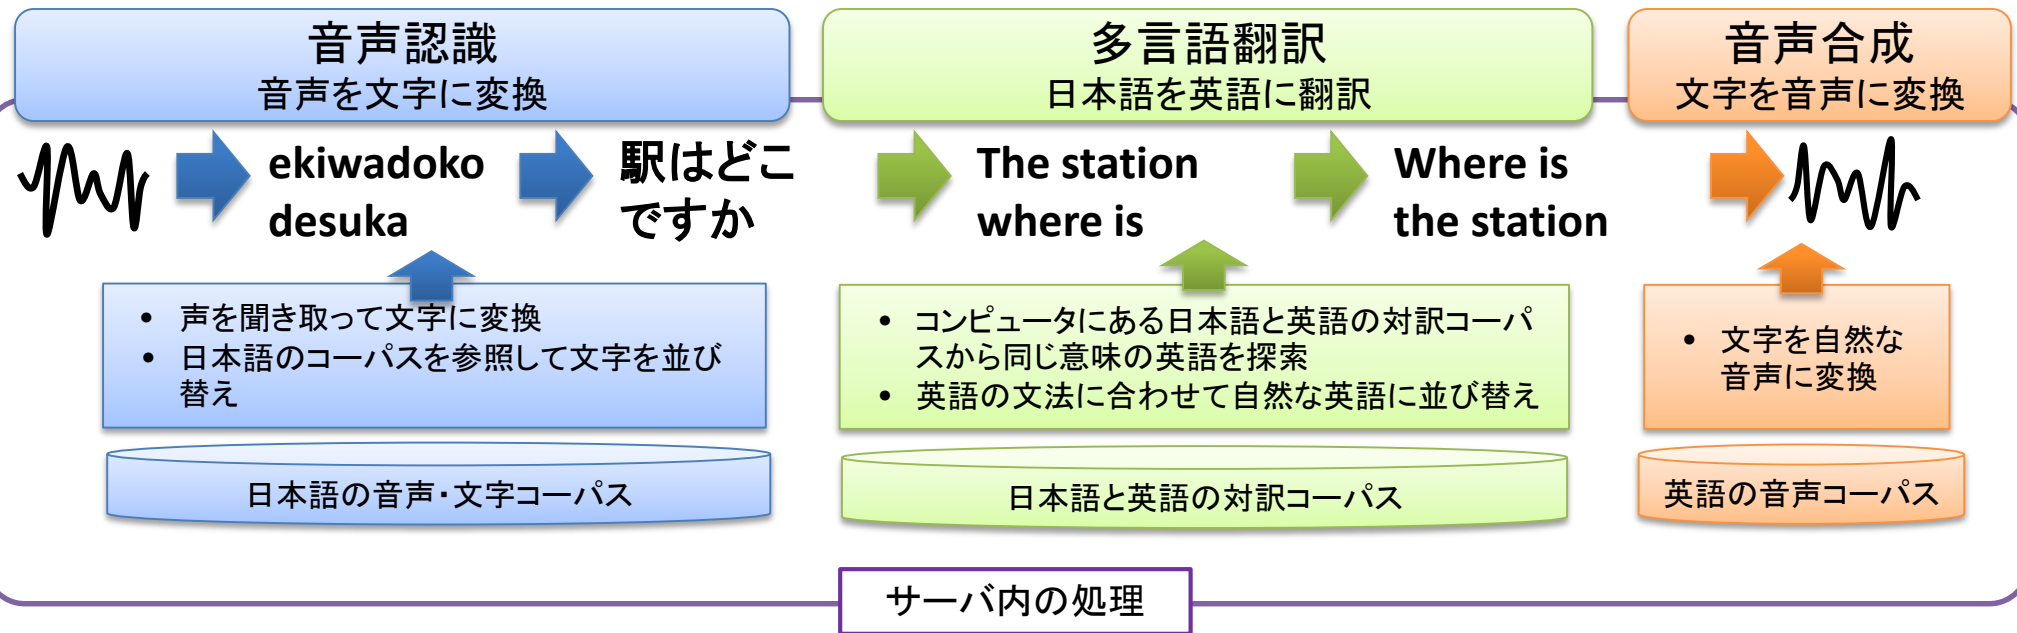 音声認識
音声を文字に変換
多言語翻訳
日本語を英語に翻訳
音声合成
文字を音声に変換
ekiwadoko
desuka
駅はどこ
ですか
The station
where is
Where is
the station
• 声を聞き取って文字に変換
• 日本語のコーパスを参照して文字を並び
替え
• コンピュータにある日本語と英語の対訳コーパ
スから同じ意味の英語を探索
• 英語の文法に合わせて自然な英語に並び替え
• 文字を自然な
音声に変換
日本語の音声・文字コーパス
日本語と英語の対訳コーパス
英語の音声コーパス
サーバ内の処理